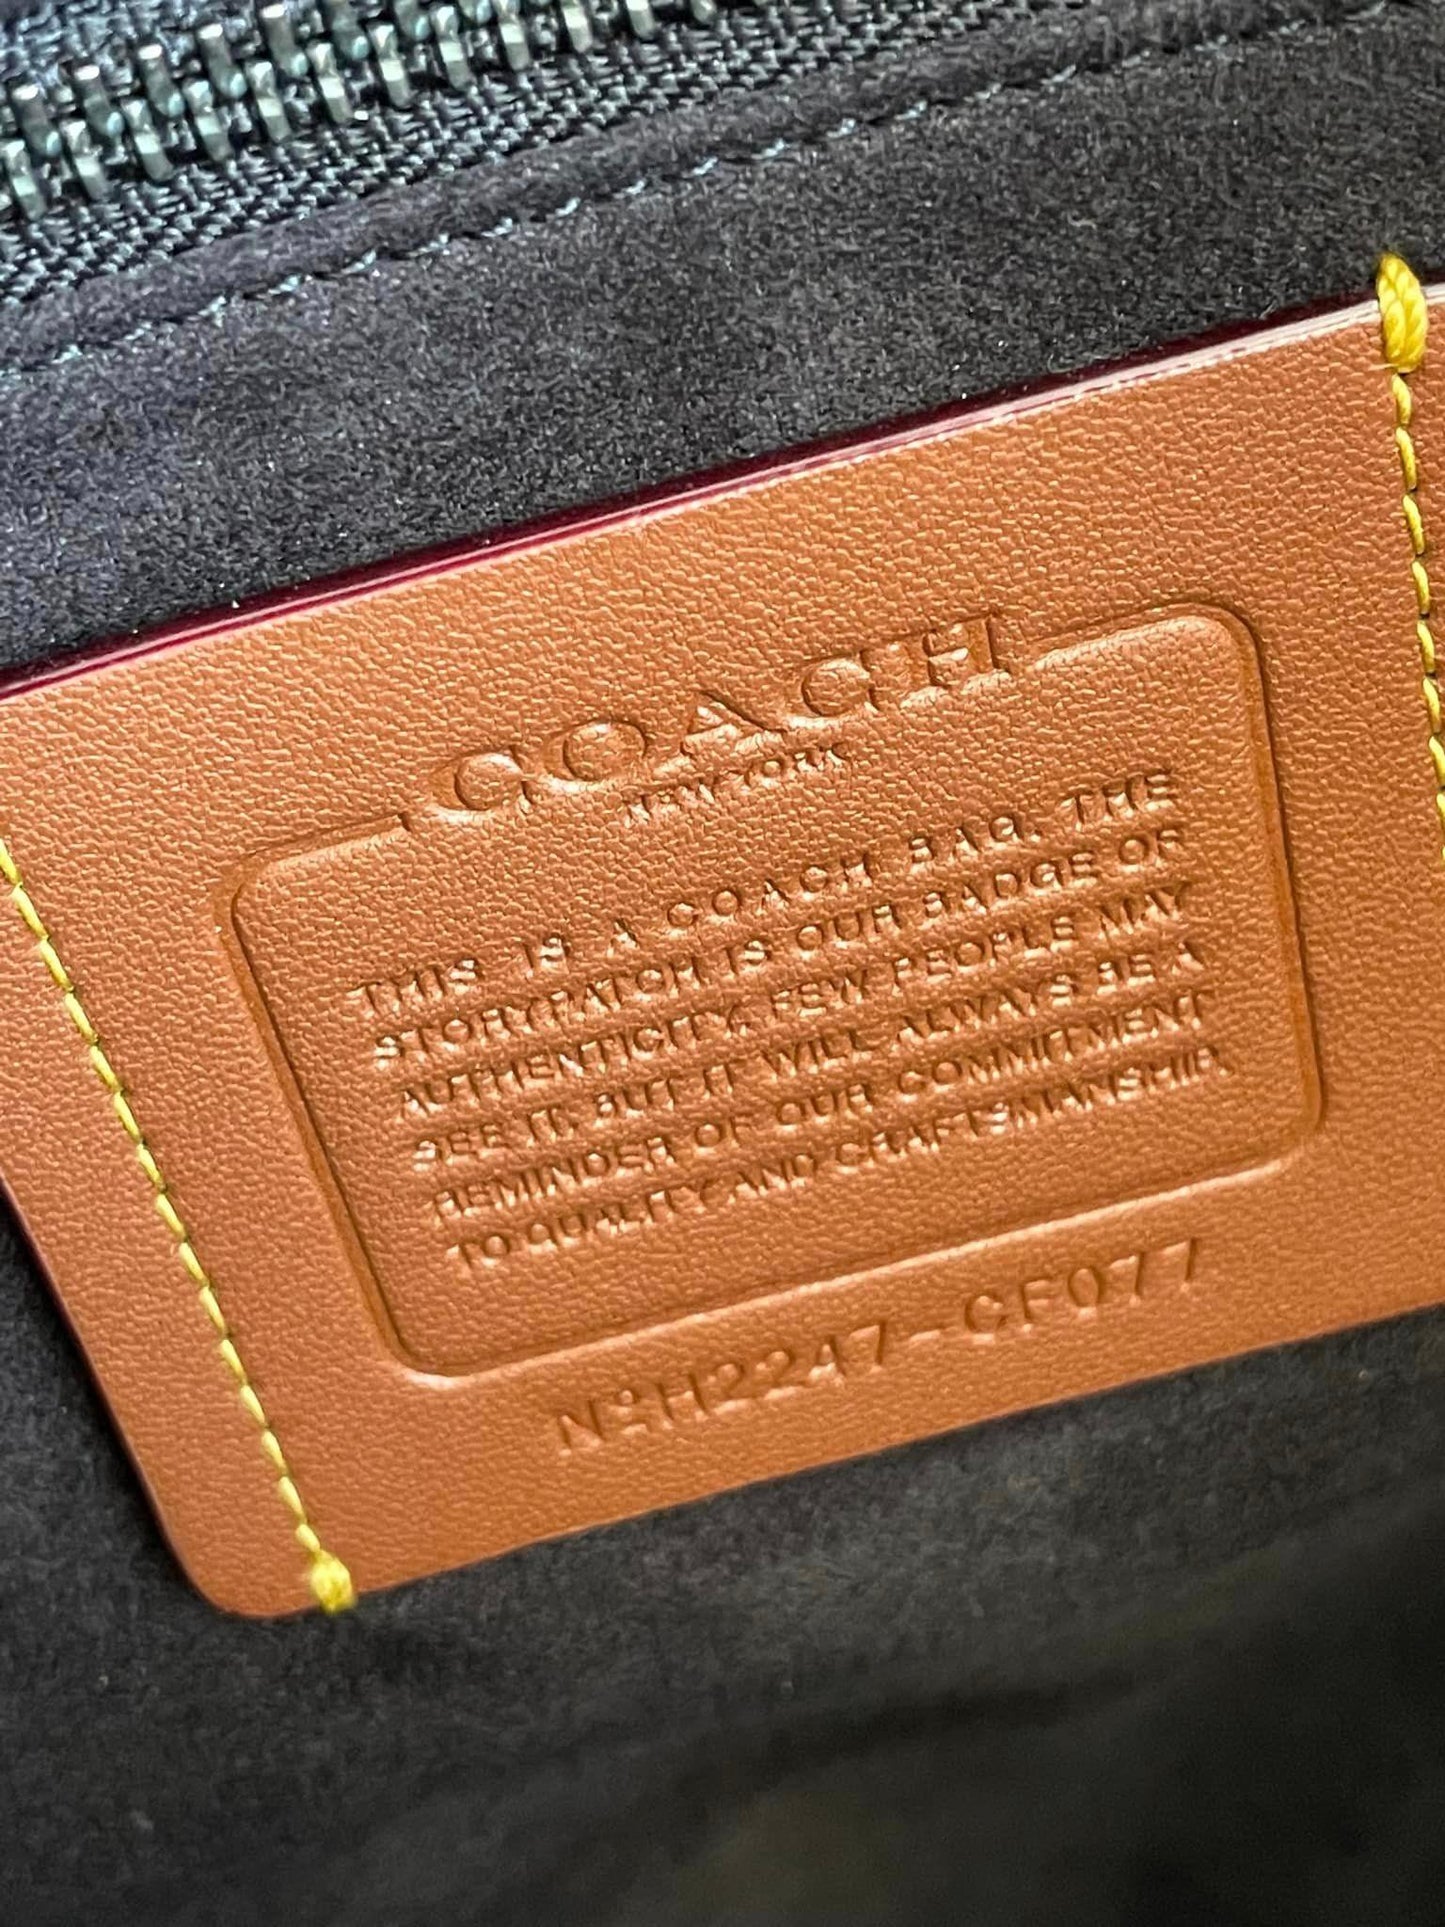 COACH
NEW YORK
THIS IS A COACH BAG. THE
STORYPATCH IS OUR BADGE OF
AUTHENTICITY. FEW PEOPLE MAY
SEE IT, BUT IT WILL ALWAYS BE A
REMINDER OF OUR COMMITMENT
TO QUALITY AND CRAFTSMANSHIP.
Nº H2247-CF077